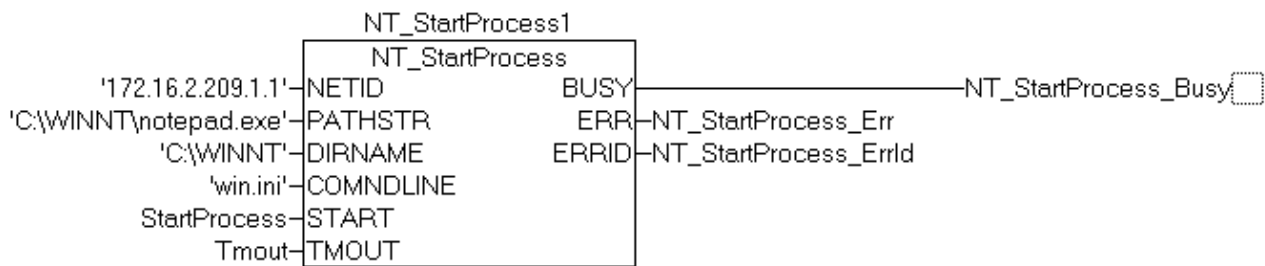 NT_StartProcess1
NT_StartProcess
'172.16.2.209.1.1' NETID BUSY NT_StartProcess_Busy
'C:\WINNT\notepad.exe' PATHSTR ERR NT_StartProcess_Err
'C:\WINNT' DIRNAME ERRID NT_StartProcess_ErrId
'win.ini' COMNDLINE
StartProcess START
Tmout TMOUT